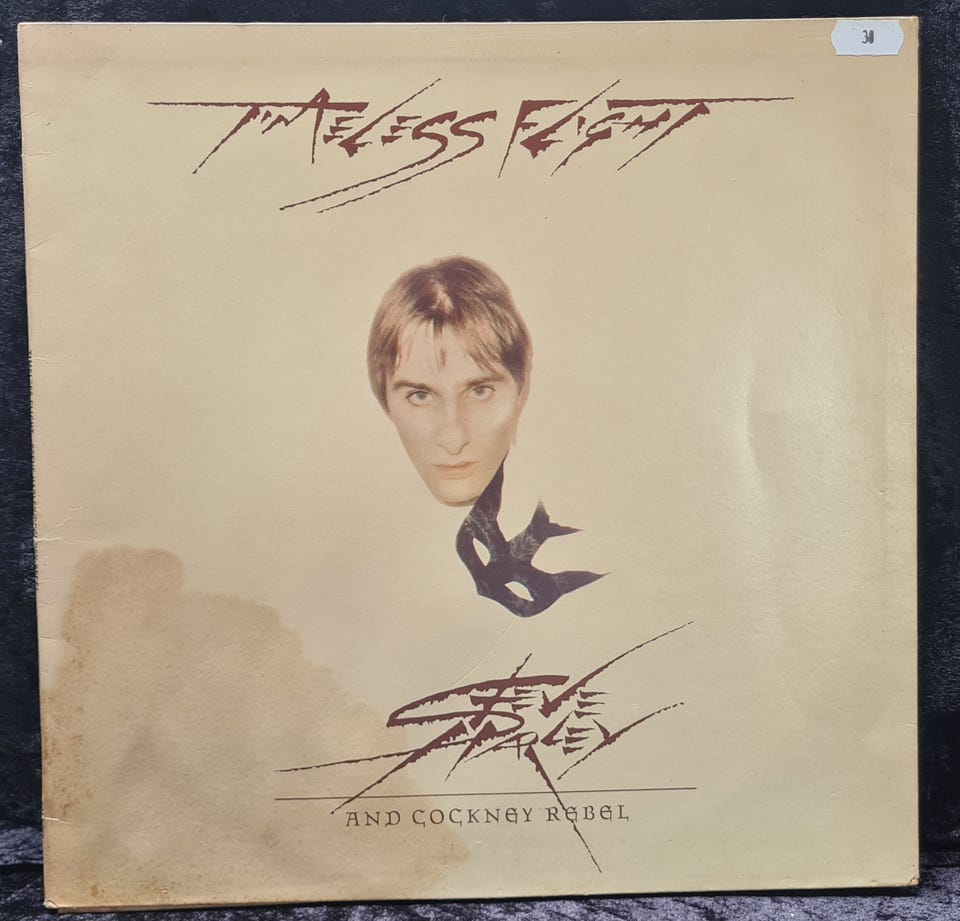 30
TIMELESS FLIGHT
STEVE
HARLEY
AND COCKNEY REBEL